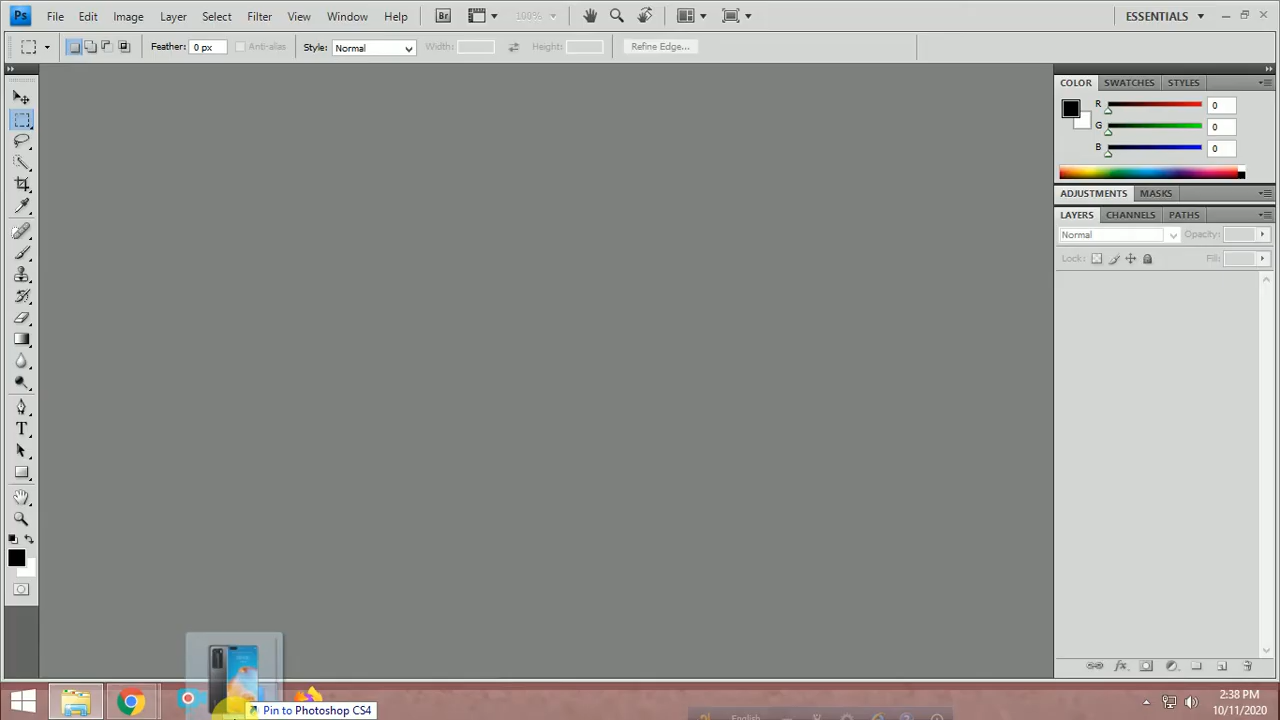 Ps File Edit Image Layer Select Filter View Window Help Br 100% ESSENTIALS
Feather: 0 px Anti-alias Style: Normal Width: Height: Refine Edge...
COLOR SWATCHES STYLES
R 0
G 0
B 0
ADJUSTMENTS MASKS
LAYERS CHANNELS PATHS
Normal Opacity:
Lock: Fill:
T
fx
Pin to Photoshop CS4
English
2:38 PM
10/11/2020